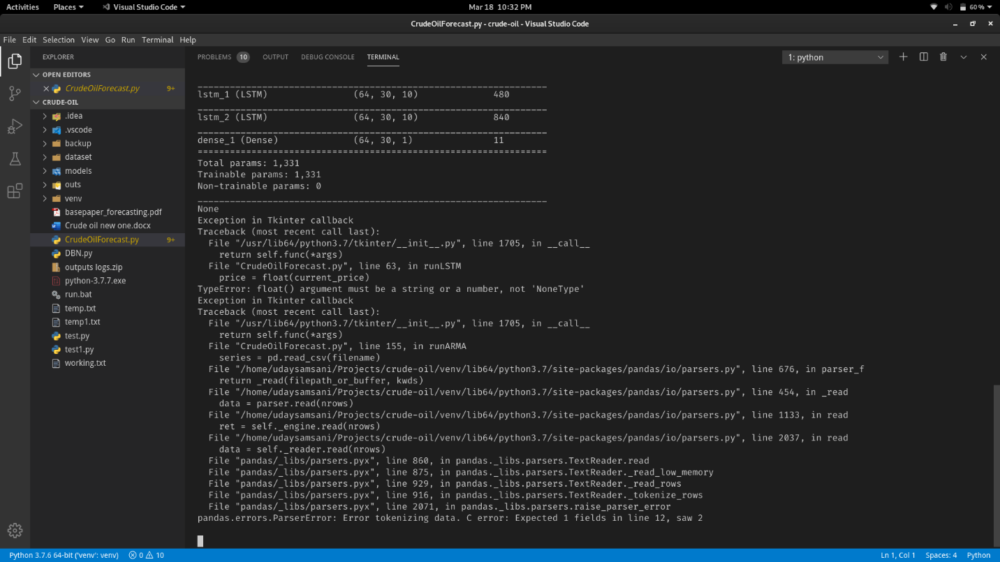 Activities Places Visual Studio Code Mar 18 10:32 PM 60 %
CrudeOilForecast.py - crude-oil - Visual Studio Code
File Edit Selection View Go Run Terminal Help
EXPLORER
OPEN EDITORS
CrudeOilForecast.py 9+
CRUDE-OIL
.idea
.vscode
backup
dataset
models
outs
venv
basepaper_forecasting.pdf
Crude oil new one.docx
CrudeOilForecast.py 9+
DBN.py
outputs logs.zip
python-3.7.7.exe
run.bat
temp.txt
temp1.txt
test.py
test1.py
working.txt
PROBLEMS 10 OUTPUT DEBUG CONSOLE TERMINAL 1: python
_________________________________________________________________
lstm_1 (LSTM) (64, 30, 10) 480
_________________________________________________________________
lstm_2 (LSTM) (64, 30, 10) 840
_________________________________________________________________
dense_1 (Dense) (64, 30, 1) 11
=================================================================
Total params: 1,331
Trainable params: 1,331
Non-trainable params: 0
_________________________________________________________________
None
Exception in Tkinter callback
Traceback (most recent call last):
File "/usr/lib64/python3.7/tkinter/__init__.py", line 1705, in __call__
return self.func(*args)
File "CrudeOilForecast.py", line 63, in runLSTM
price = float(current_price)
TypeError: float() argument must be a string or a number, not 'NoneType'
Exception in Tkinter callback
Traceback (most recent call last):
File "/usr/lib64/python3.7/tkinter/__init__.py", line 1705, in __call__
return self.func(*args)
File "CrudeOilForecast.py", line 155, in runARMA
series = pd.read_csv(filename)
File "/home/udaysamsani/Projects/crude-oil/venv/lib64/python3.7/site-packages/pandas/io/parsers.py", line 676, in parser_f
return _read(filepath_or_buffer, kwds)
File "/home/udaysamsani/Projects/crude-oil/venv/lib64/python3.7/site-packages/pandas/io/parsers.py", line 454, in _read
data = parser.read(nrows)
File "/home/udaysamsani/Projects/crude-oil/venv/lib64/python3.7/site-packages/pandas/io/parsers.py", line 1133, in read
ret = self._engine.read(nrows)
File "/home/udaysamsani/Projects/crude-oil/venv/lib64/python3.7/site-packages/pandas/io/parsers.py", line 2037, in read
data = self._reader.read(nrows)
File "pandas/_libs/parsers.pyx", line 860, in pandas._libs.parsers.TextReader.read
File "pandas/_libs/parsers.pyx", line 875, in pandas._libs.parsers.TextReader._read_low_memory
File "pandas/_libs/parsers.pyx", line 929, in pandas._libs.parsers.TextReader._read_rows
File "pandas/_libs/parsers.pyx", line 916, in pandas._libs.parsers.TextReader._tokenize_rows
File "pandas/_libs/parsers.pyx", line 2071, in pandas._libs.parsers.raise_parser_error
pandas.errors.ParserError: Error tokenizing data. C error: Expected 1 fields in line 12, saw 2
Python 3.7.6 64-bit ('venv': venv) 0 10 Ln 1, Col 1 Spaces: 4 Python